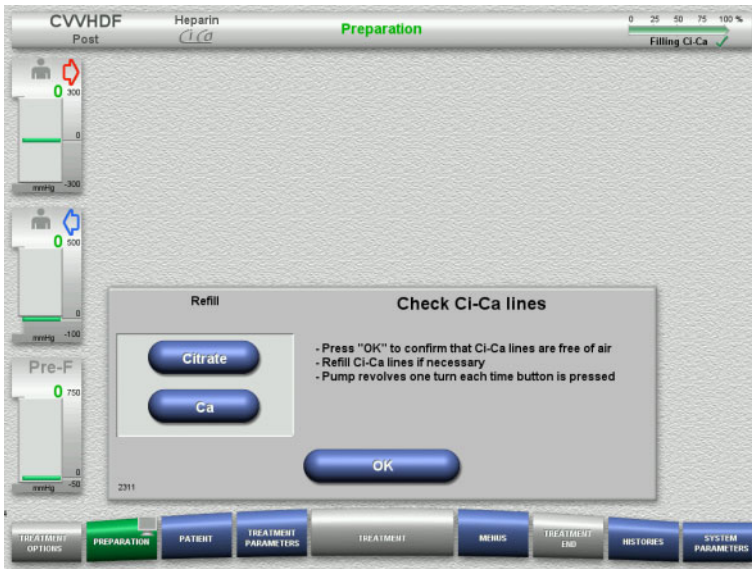 CVVHDF
Post
Heparin
CiCa
Preparation
0 25 50 75 100 %
Filling Ci-Ca
0
300
0
-300
mmHg
0
500
0
-100
mmHg
Pre-F
0
750
0
-50
mmHg
Refill
Citrate
Ca
Check Ci-Ca lines
- Press "OK" to confirm that Ci-Ca lines are free of air
- Refill Ci-Ca lines if necessary
- Pump revolves one turn each time button is pressed
OK
2311
TREATMENT
OPTIONS
PREPARATION
PATIENT
TREATMENT
PARAMETERS
TREATMENT
MENUS
TREATMENT
END
HISTORIES
SYSTEM
PARAMETERS